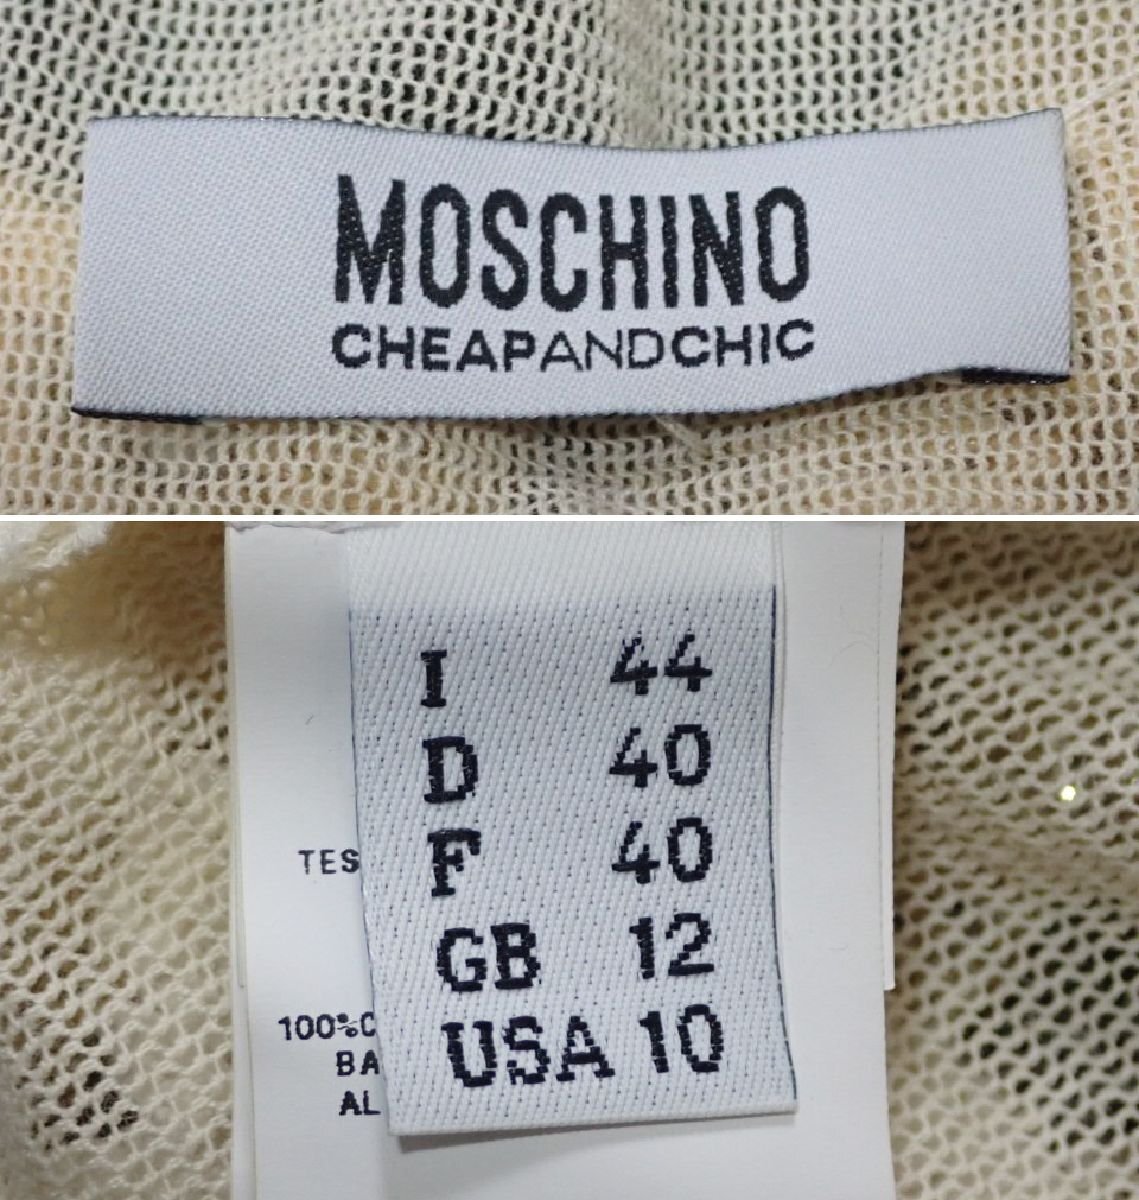 MOSCHINO
CHEAPANDCHIC
I 44
D 40
F 40
GB 12
USA 10
TES
100%C
BA
AL